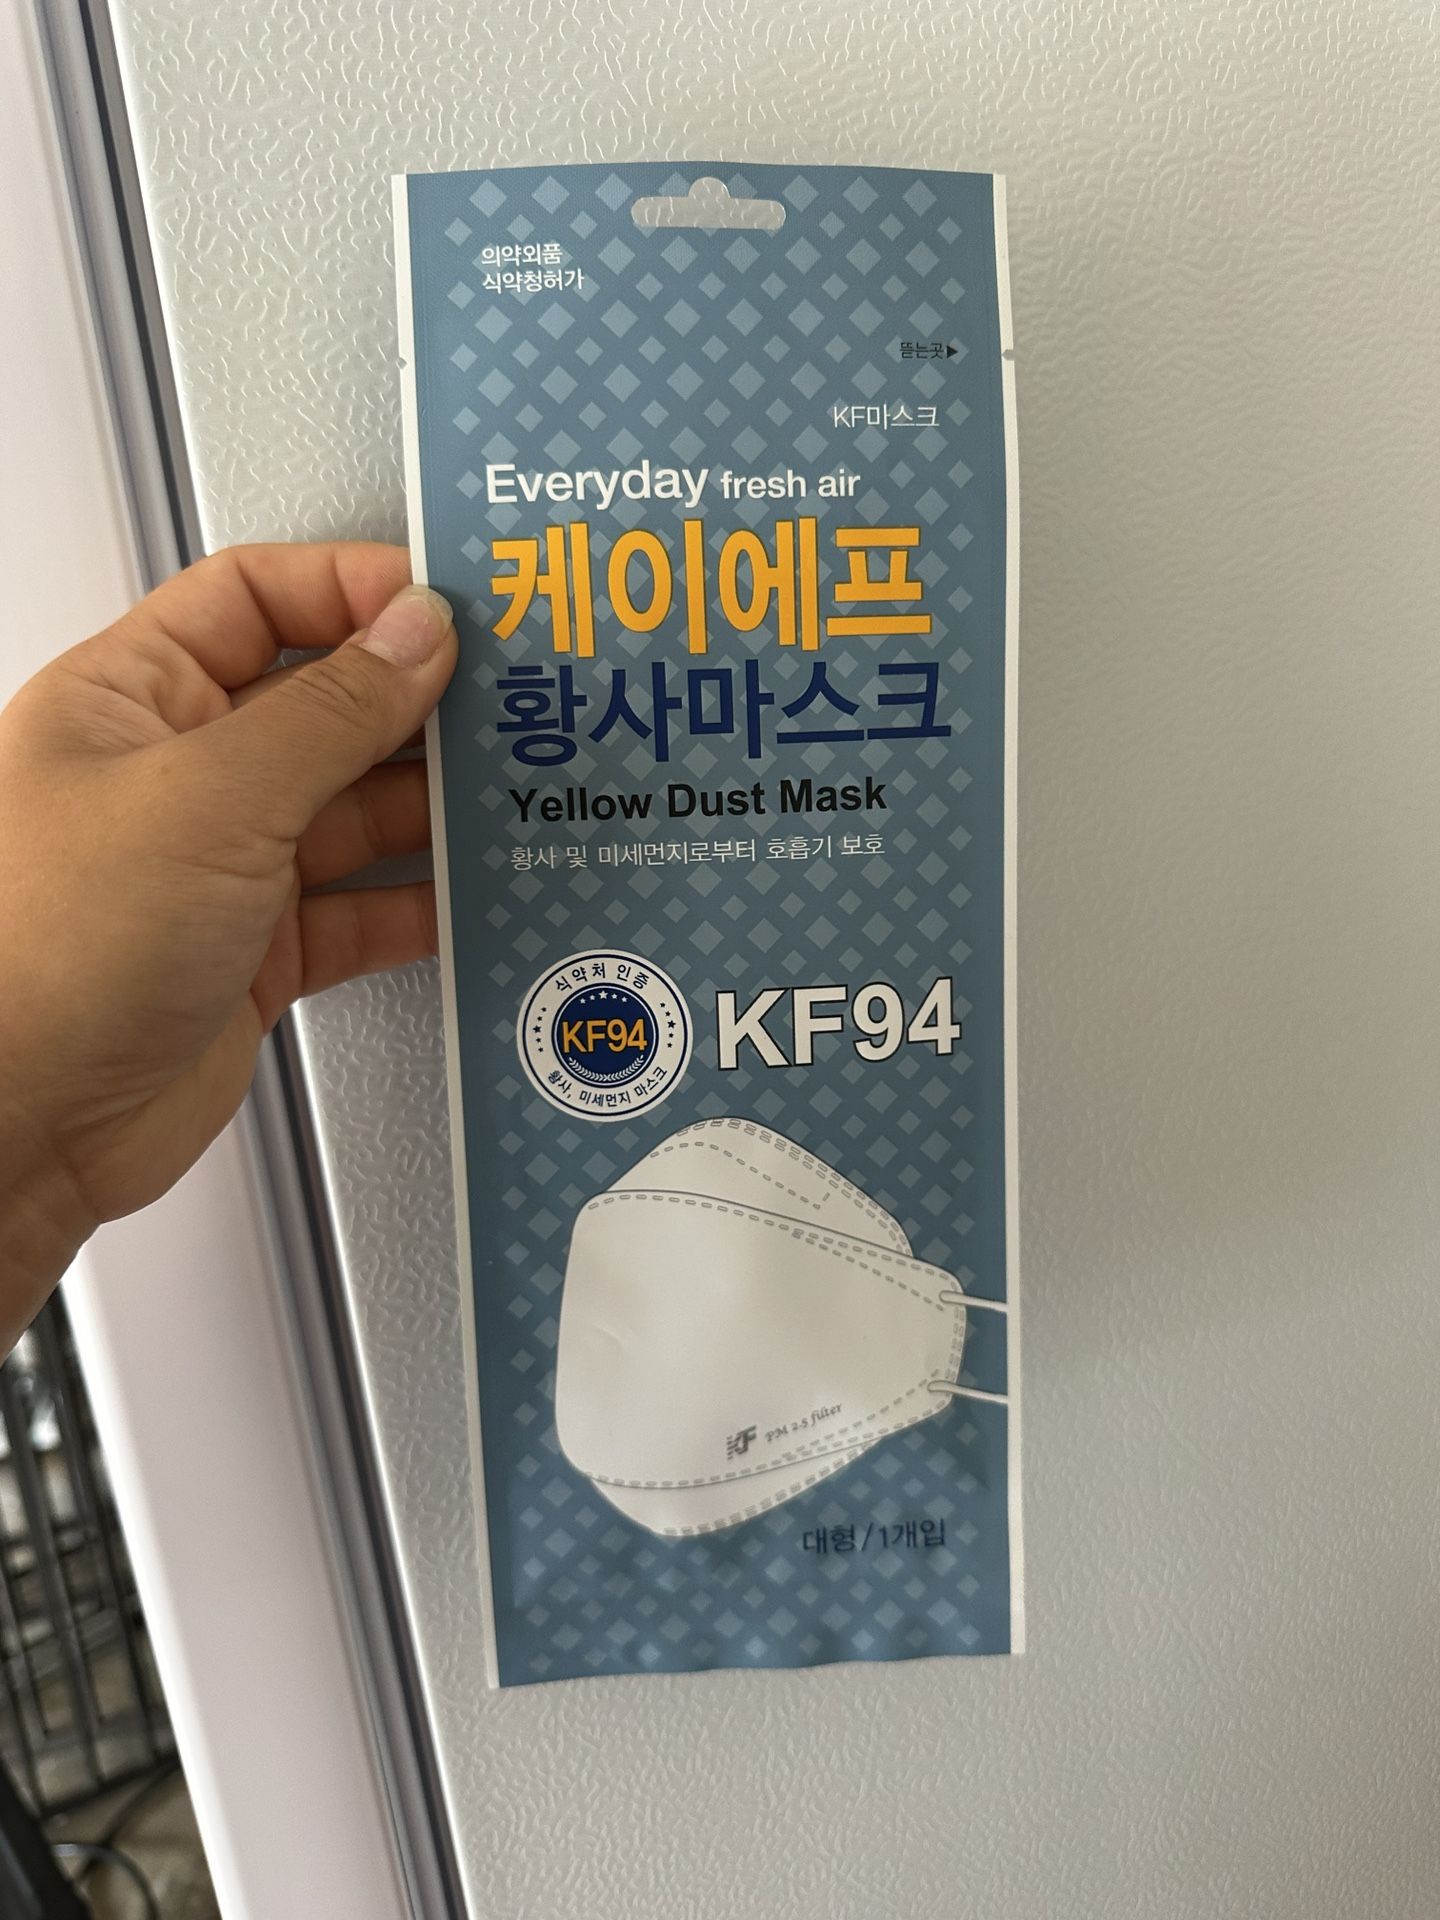 의약외품
식약청허가
뜯는곳▶
KF마스크
Everyday fresh air
케이에프
황사마스크
Yellow Dust Mask
황사 및 미세먼지로부터 호흡기 보호
식약처 인증
KF94
황사, 미세먼지 마스크
KF94
KF PM 2.5 filter
대형/1개입